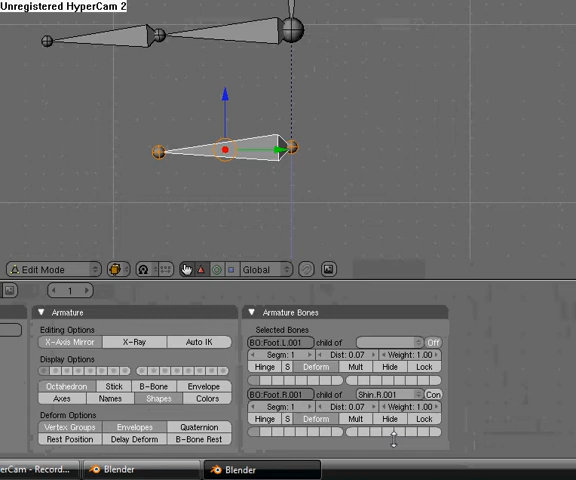 Unregistered HyperCam 2
Edit Mode
Global
1
Armature
Armature Bones
Editing Options
X-Axis Mirror X-Ray Auto IK
Display Options
Octahedron Stick B-Bone Envelope
Axes Names Shapes Colors
Deform Options
Vertex Groups Envelopes Quaternion
Rest Position Delay Deform B-Bone Rest
Selected Bones
BO:Foot.L.001 child of Off
Segm: 1 Dist: 0.07 Weight: 1.00
Hinge S Deform Mult Hide Lock
BO:Foot.R.001 child of Shin.R.001 Con
Segm: 1 Dist: 0.07 Weight: 1.00
Hinge S Deform Mult Hide Lock
erCam - Record... Blender Blender